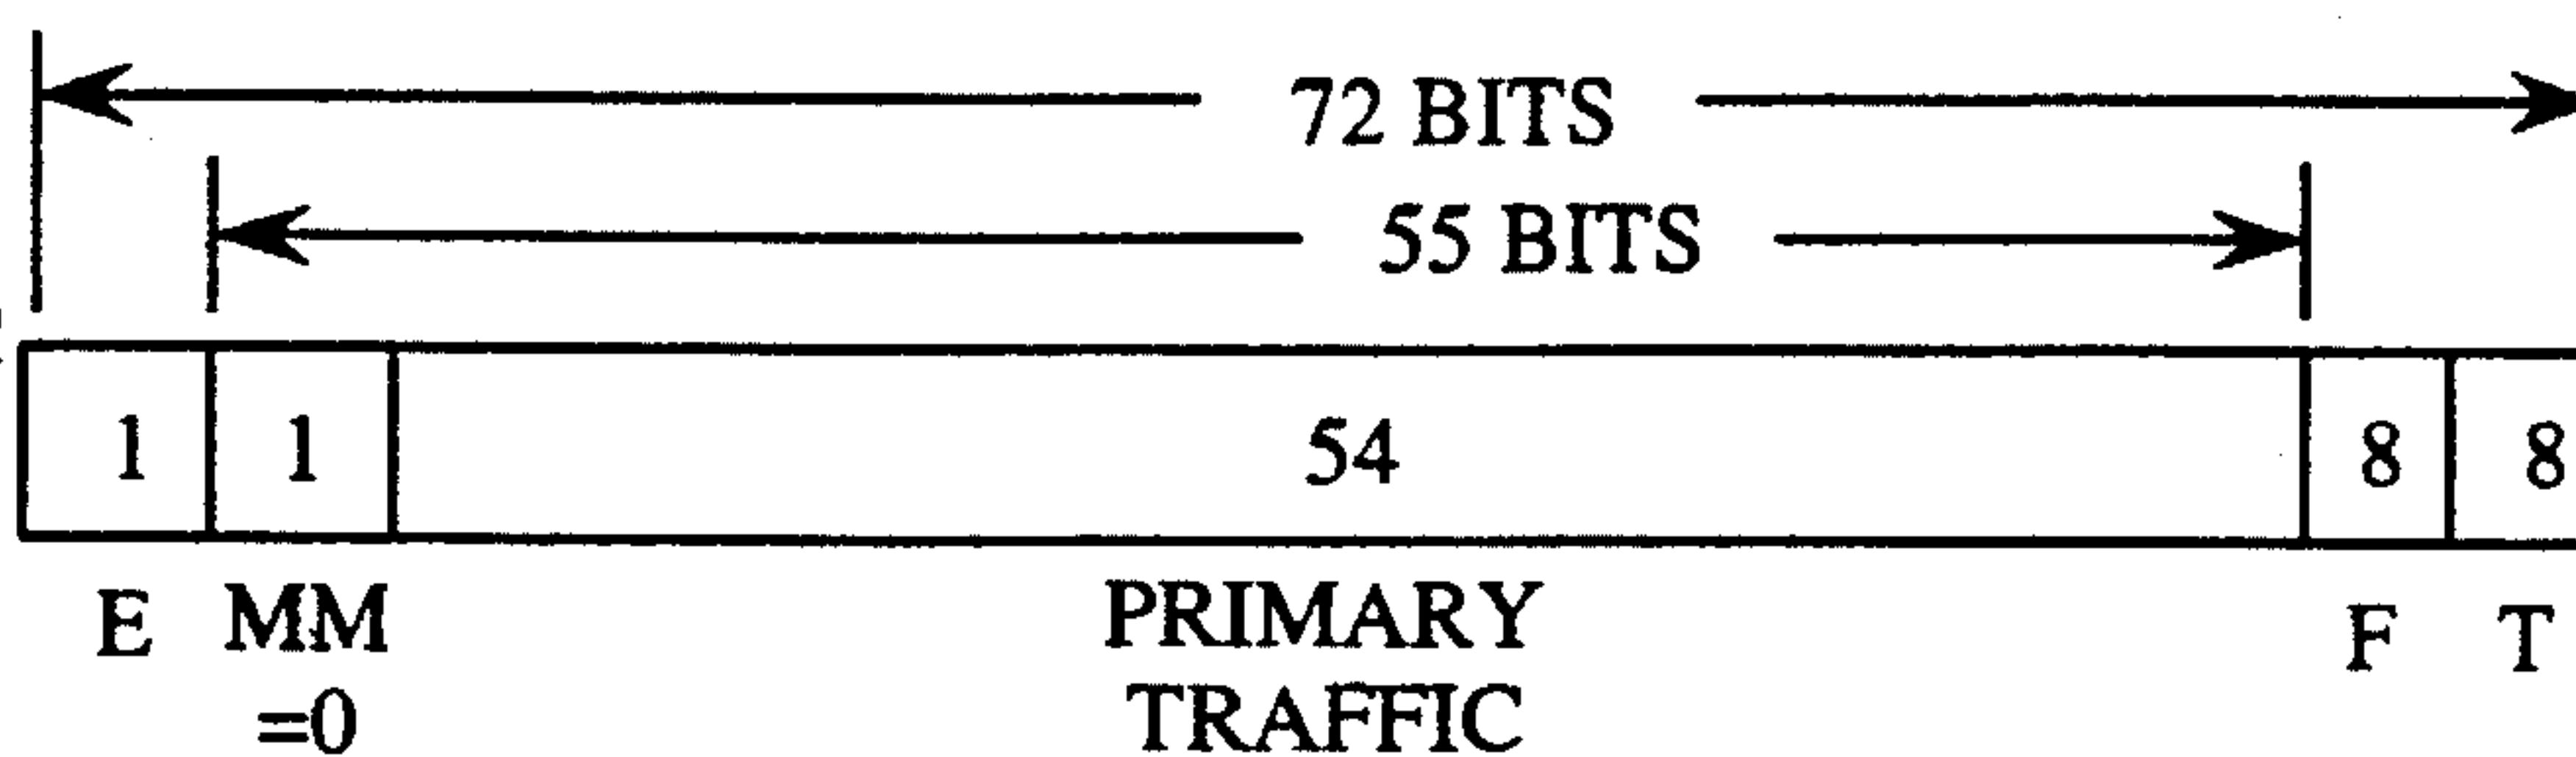 72 BITS
55 BITS
1 1 54 8 8
E MM PRIMARY F T
=0 TRAFFIC